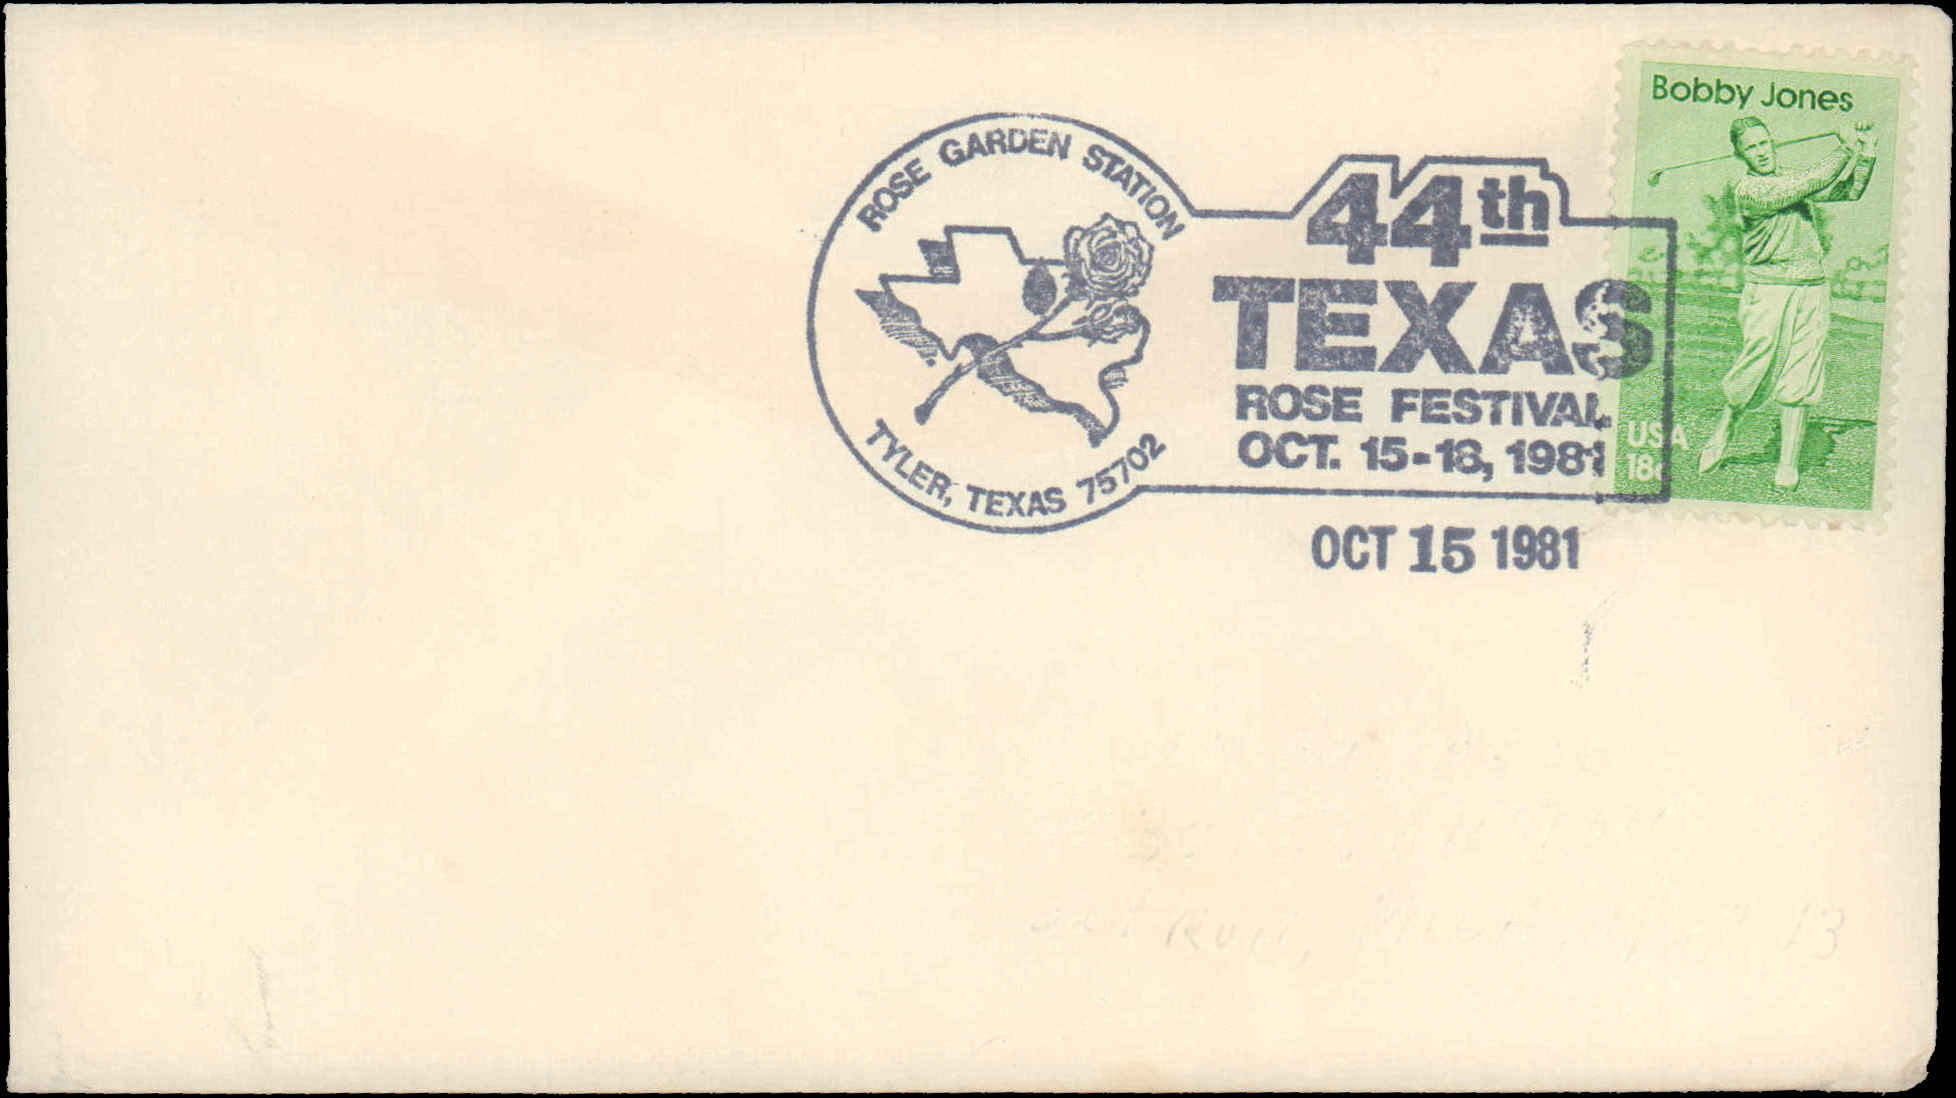 ROSE GARDEN STATION
TYLER, TEXAS 75702
44th
TEXAS
ROSE FESTIVAL
OCT. 15-18, 1981
OCT 15 1981
Bobby Jones
USA
18c